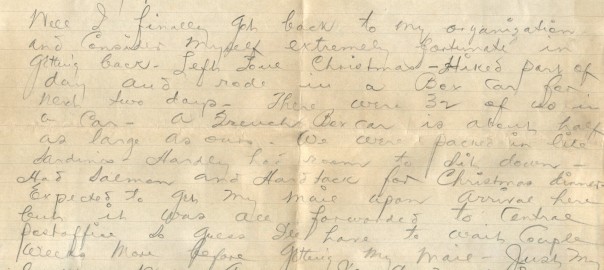 Well I finally got back to my organization
and consider myself extremely fortunate in
getting back - Left Christmas - Hiked part of
day and rode in a Box Car for
next two days - There were 32 of us in
a Car - a French Box Car is about half
as large as ours. We were packed in like
Sardines - Hardly had room to sit down -
Had Salmon and Hard tack for Christmas dinner
Expected to get my mail upon arrival here
but it was all forwarded to Central
postoffice so guess I'll have to wait couple
weeks more before getting my mail - Just my